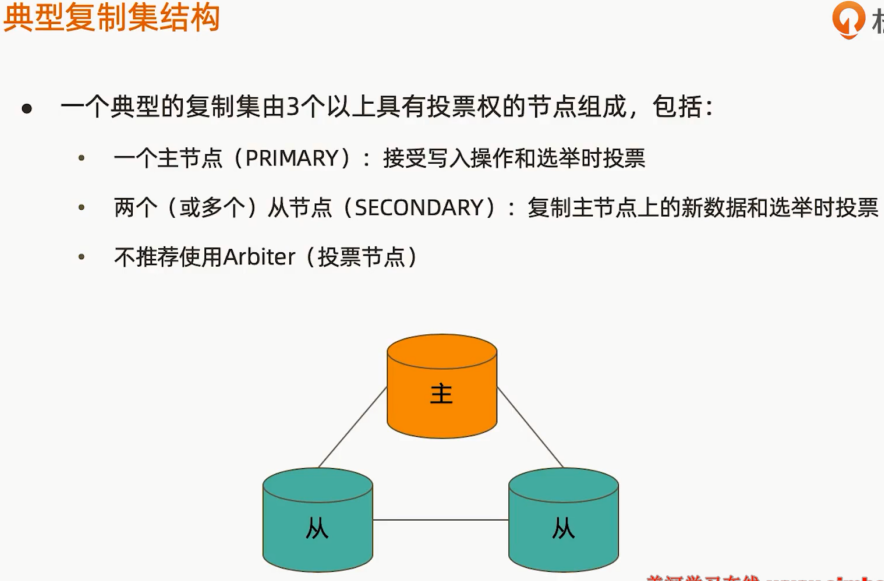 典型复制集结构
● 一个典型的复制集由3个以上具有投票权的节点组成，包括：
• 一个主节点（PRIMARY）：接受写入操作和选举时投票
• 两个（或多个）从节点（SECONDARY）：复制主节点上的新数据和选举时投票
• 不推荐使用Arbiter（投票节点）
主
从
从